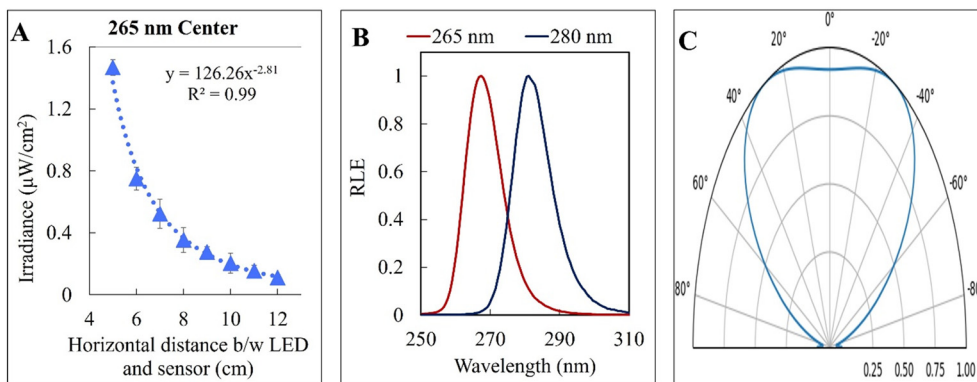 A
265 nm Center
1.6
1.2
0.8
0.4
0
4
6
8
10
12
y = 126.26x^-2.81
R² = 0.99
Irradiance (µW/cm²)
Horizontal distance b/w LED
and sensor (cm)
B
265 nm
280 nm
1
0.8
0.6
0.4
0.2
0
250
270
290
310
RLE
Wavelength (nm)
C
0°
20°
-20°
40°
-40°
60°
-60°
80°
-80
0.25
0.50
0.75
1.00